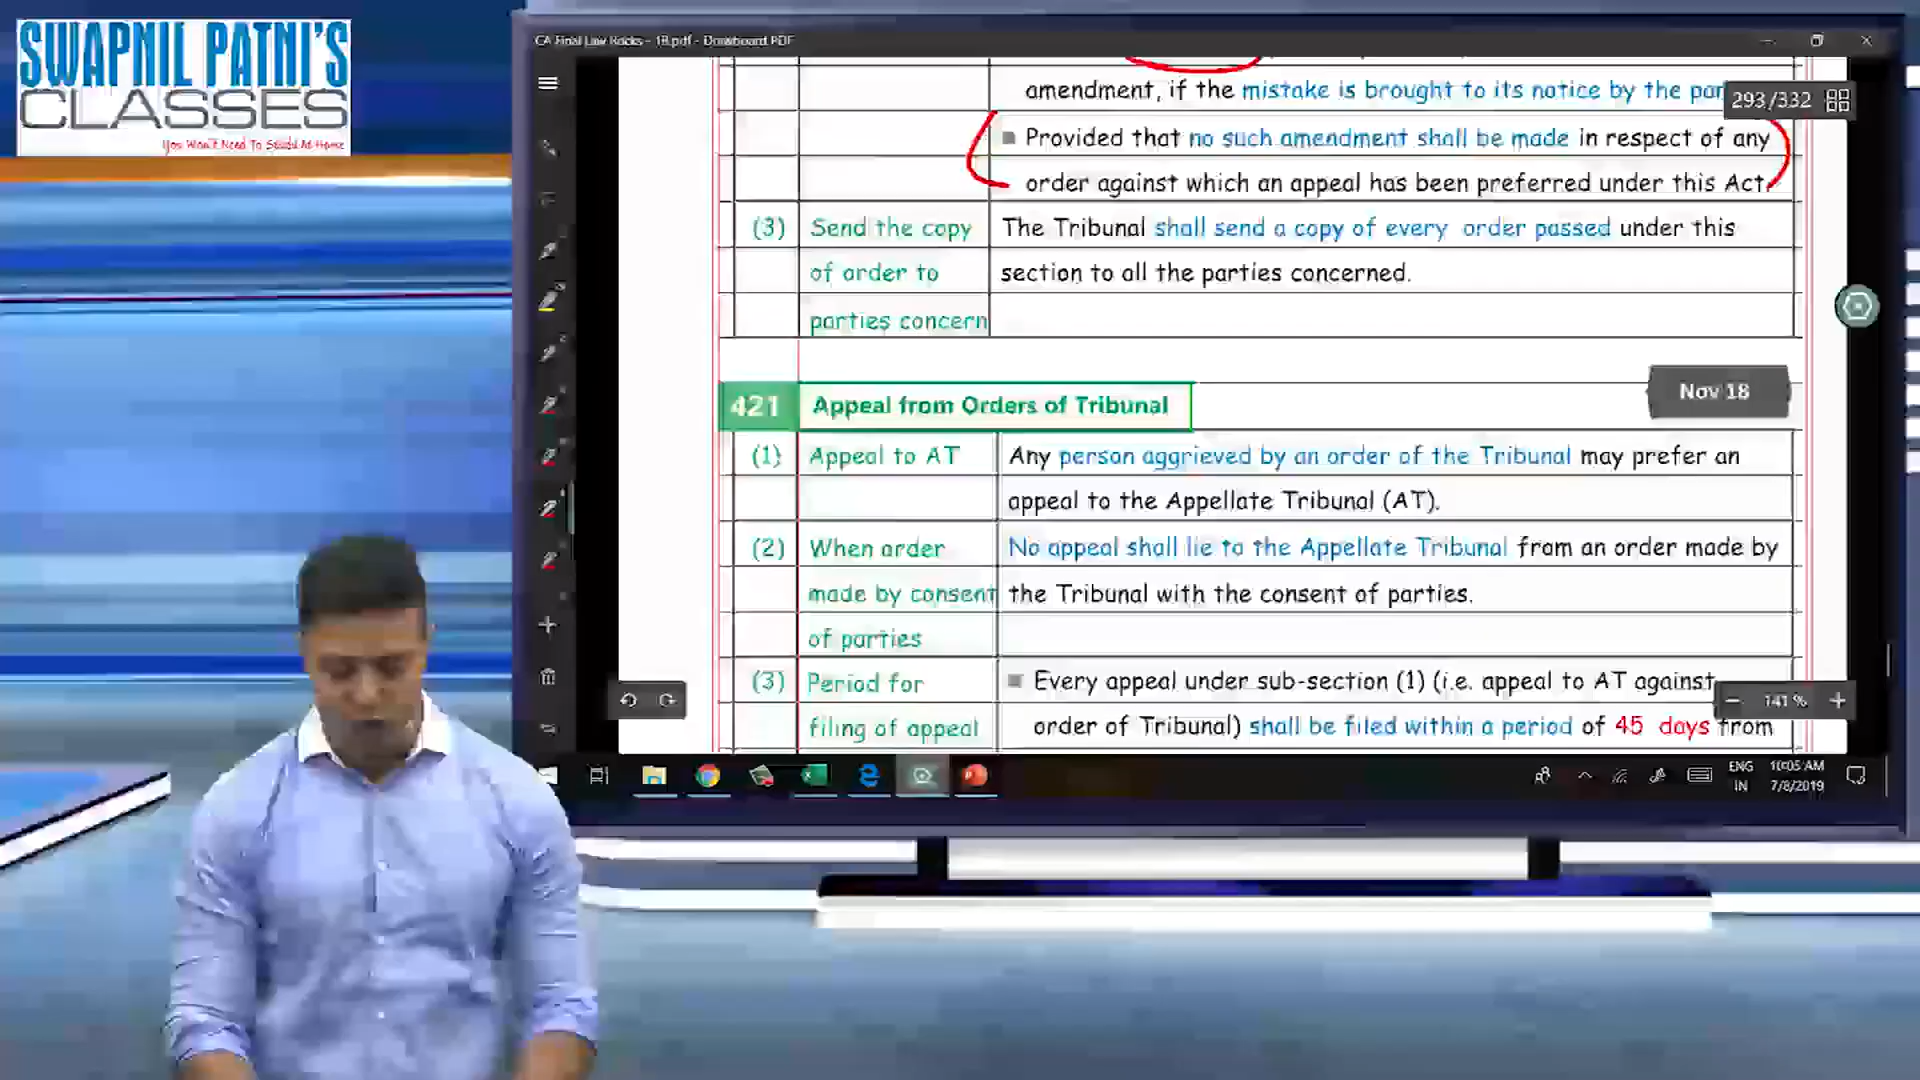 SWAPNIL PATNI'S
CLASSES
You Won't Need To Study At Home
CA Final Law Rocks - 18.pdf - Drawboard PDF
amendment, if the mistake is brought to its notice by the par
293/332
Provided that no such amendment shall be made in respect of any
order against which an appeal has been preferred under this Act.
(3) Send the copy The Tribunal shall send a copy of every order passed under this
of order to section to all the parties concerned.
parties concern
421 Appeal from Orders of Tribunal Nov 18
(1) Appeal to AT Any person aggrieved by an order of the Tribunal may prefer an
appeal to the Appellate Tribunal (AT).
(2) When order No appeal shall lie to the Appellate Tribunal from an order made by
made by consent the Tribunal with the consent of parties.
of parties
(3) Period for Every appeal under sub-section (1) (i.e. appeal to AT against
filing of appeal order of Tribunal) shall be filed within a period of 45 days from
141 %
ENG 10:05 AM
IN 7/8/2019